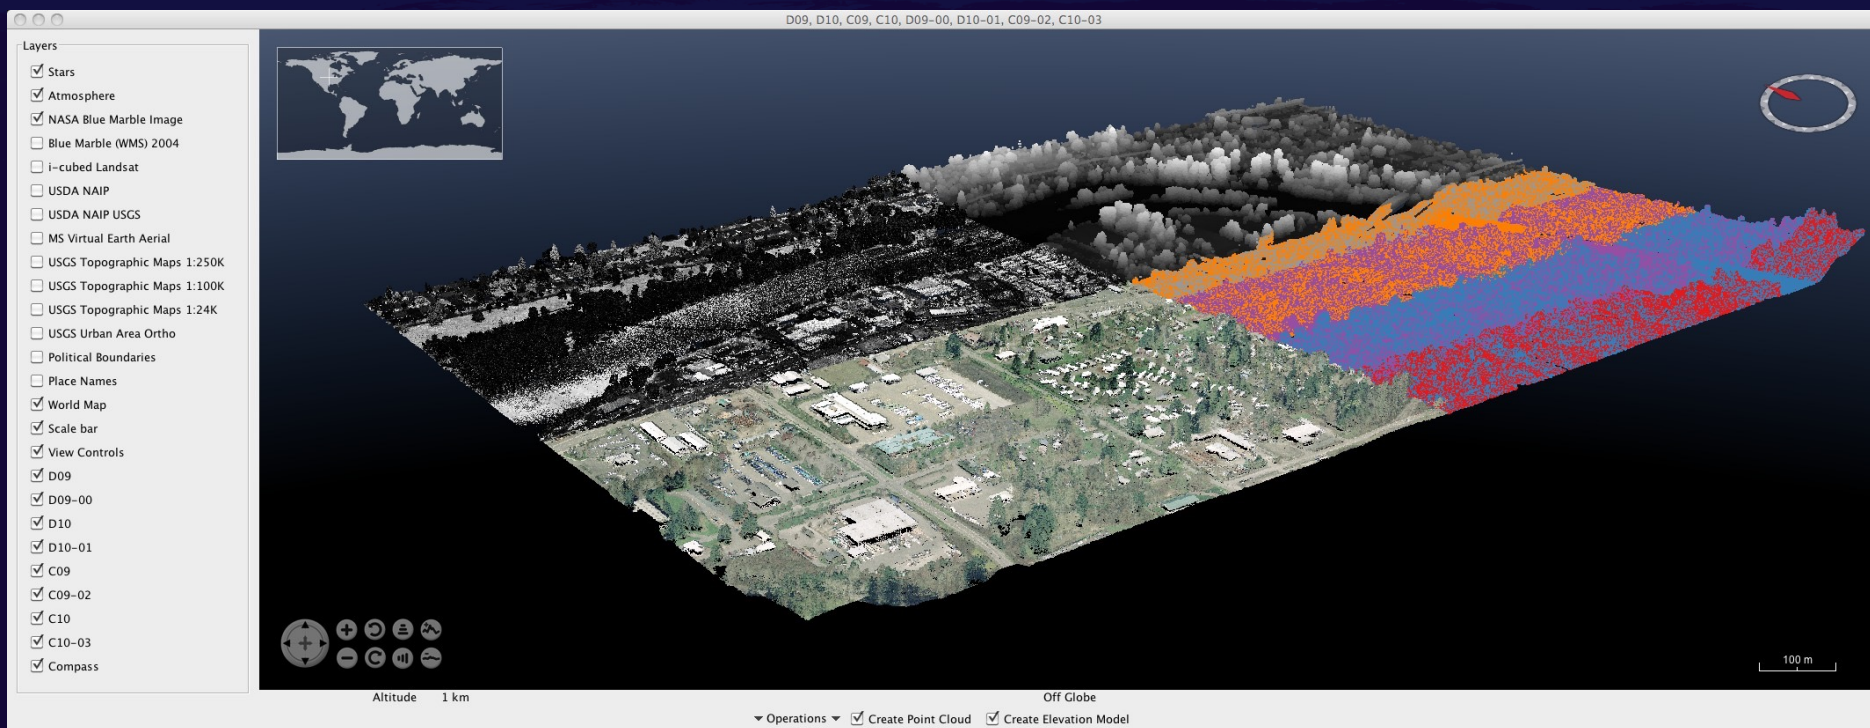 D09, D10, C09, C10, D09-00, D10-01, C09-02, C10-03
Layers
Stars
Atmosphere
NASA Blue Marble Image
Blue Marble (WMS) 2004
i-cubed Landsat
USDA NAIP
USDA NAIP USGS
MS Virtual Earth Aerial
USGS Topographic Maps 1:250K
USGS Topographic Maps 1:100K
USGS Topographic Maps 1:24K
USGS Urban Area Ortho
Political Boundaries
Place Names
World Map
Scale bar
View Controls
D09
D09-00
D10
D10-01
C09
C09-02
C10
C10-03
Compass
100 m
Altitude 1 km Off Globe
Operations Create Point Cloud Create Elevation Model